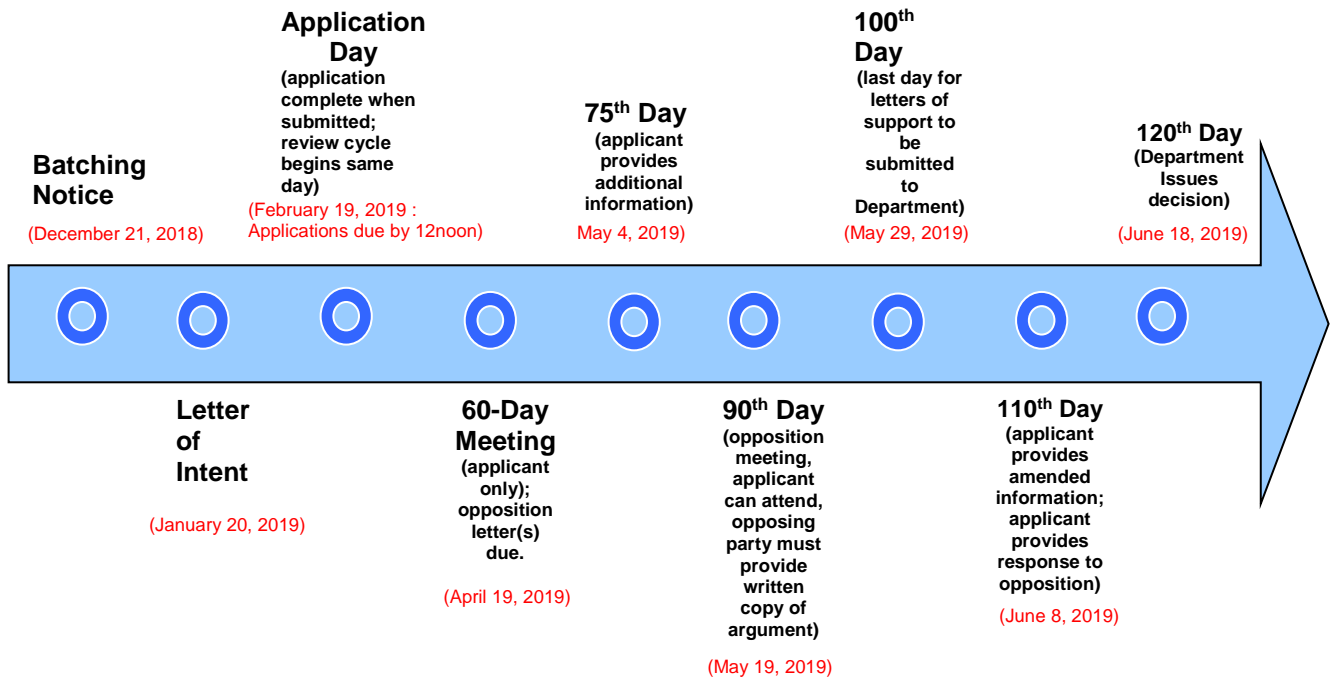 Batching
Notice
(December 21, 2018)
Letter
of
Intent
(January 20, 2019)
Application
Day
(application
complete when
submitted;
review cycle
begins same
day)
(February 19, 2019 :
Applications due by 12noon)
60-Day
Meeting
(applicant
only);
opposition
letter(s)
due.
(April 19, 2019)
75th Day
(applicant
provides
additional
information)
May 4, 2019)
90th Day
(opposition
meeting,
applicant
can attend,
opposing
party must
provide
written
copy of
argument)
(May 19, 2019)
100th
Day
(last day for
letters of
support to
be
submitted
to
Department)
(May 29, 2019)
110th Day
(applicant
provides
amended
information;
applicant
provides
response to
opposition)
(June 8, 2019)
120th Day
(Department
Issues
decision)
(June 18, 2019)